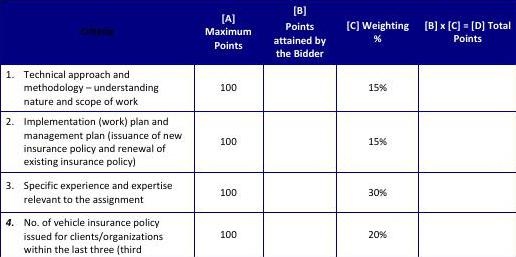 Criteria
[A]
Maximum
Points
[B]
Points
attained by
the Bidder
[C] Weighting
%
[B] x [C] = [D] Total
Points
1. Technical approach and
methodology – understanding
nature and scope of work
100
15%
2. Implementation (work) plan and
management plan (issuance of new
insurance policy and renewal of
existing insurance policy)
100
15%
3. Specific experience and expertise
relevant to the assignment
100
30%
4. No. of vehicle insurance policy
issued for clients/organizations
within the last three (third
100
20%